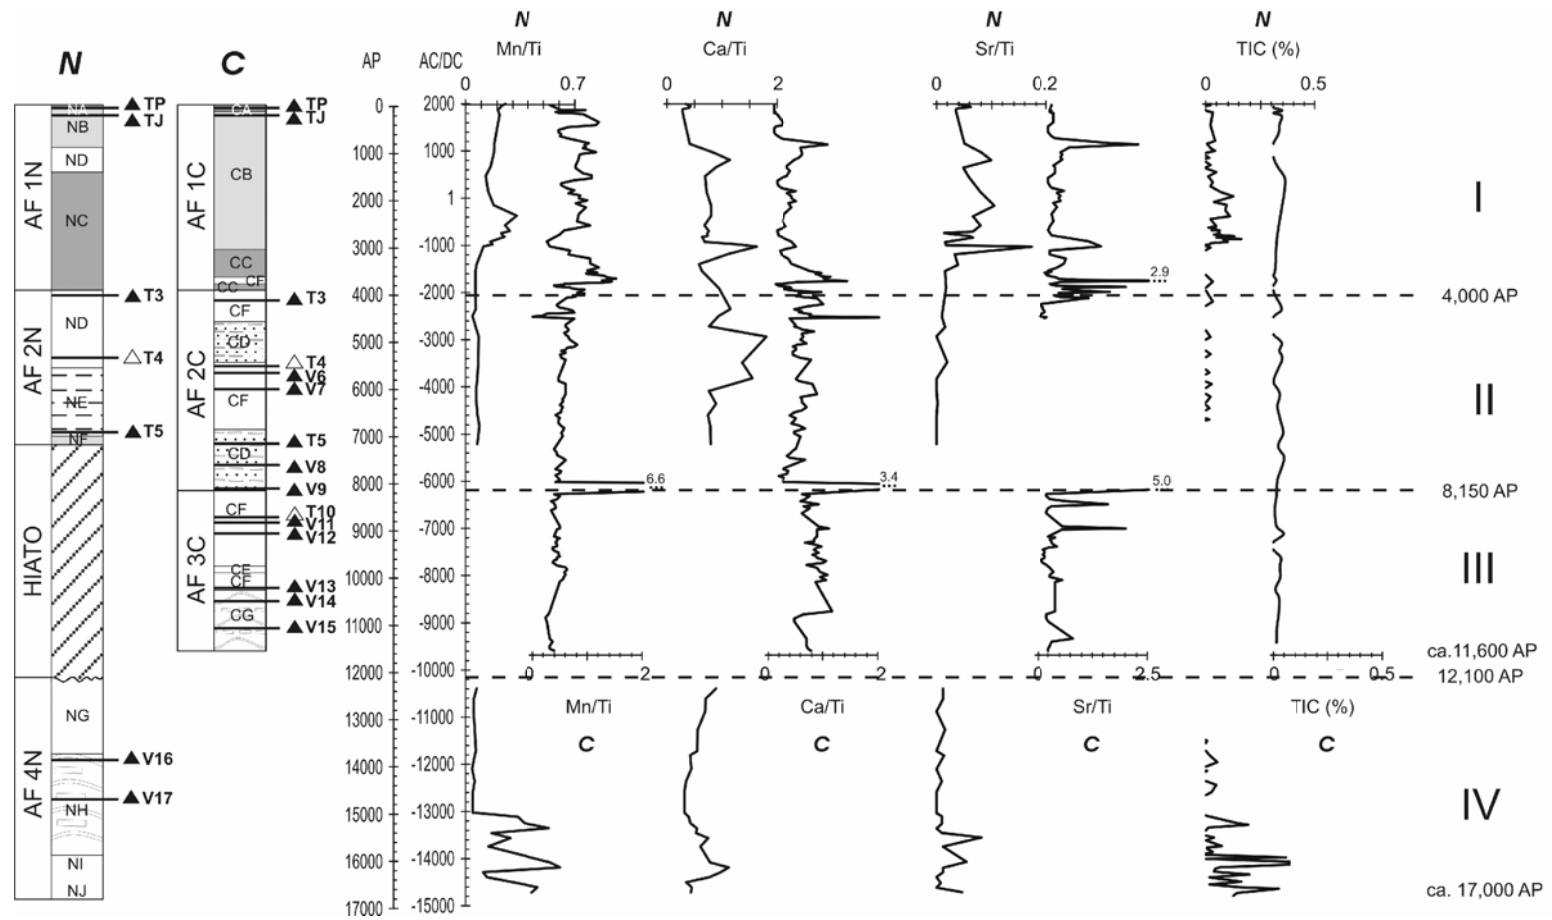 N N N N
N C AP AC/DC Mn/Ti Ca/Ti Sr/Ti TIC (%)
0 0.7 0 2 0 0.2 0 0.5
NA TP CA TP 0 2000
NB TJ TJ
ND 1000 1000
AF 1N AF 1C CB I
NC 2000 1
CC 3000 -1000
CC CF 2.9
T3 T3 4000 -2000 4,000 AP
ND CF -3000
CD 5000
T4 T4 -4000
AF 2N AF 2C V6 II
V7 6000
NE CF -5000
T5 T5 7000
NF CD V8 -6000
V9 8000 6.6 3.4 5.0 8,150 AP
CF T10 -7000
V11 9000
V12
HIATO AF 3C CE -8000 III
CF 10000
V13
V14 -9000
CG
V15 11000
ca.11,600 AP
12000 -10000 0 2 0 2 0 2.5 0 0.5 12,100 AP
NG 13000 -11000 Mn/Ti Ca/Ti Sr/Ti TIC (%)
C C C C
V16 14000 -12000
AF 4N V17 15000 -13000 IV
NH
NI 16000 -14000
NJ ca. 17,000 AP
17000 -15000